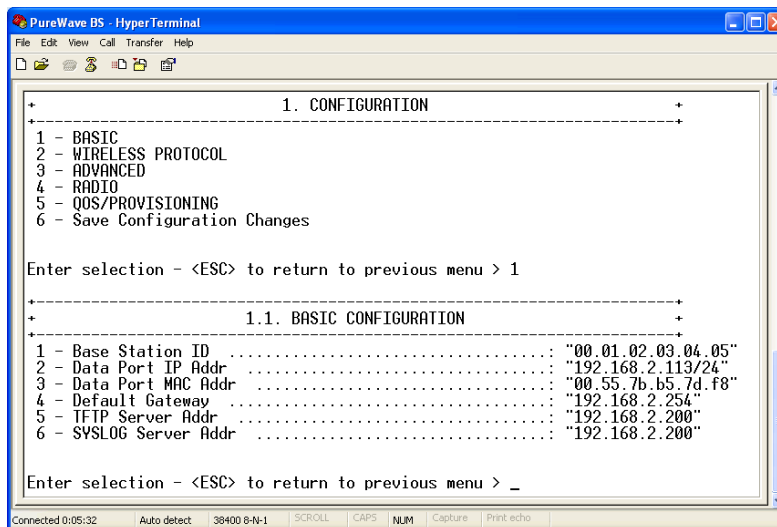 PureWave BS - HyperTerminal
File Edit View Call Transfer Help
+ 1. CONFIGURATION +
+------------------------------------------------------------------------+
1 - BASIC
2 - WIRELESS PROTOCOL
3 - ADVANCED
4 - RADIO
5 - QOS/PROVISIONING
6 - Save Configuration Changes
Enter selection - <ESC> to return to previous menu > 1
+------------------------------------------------------------------------+
+ 1.1. BASIC CONFIGURATION +
+------------------------------------------------------------------------+
1 - Base Station ID ...................................: "00.01.02.03.04.05"
2 - Data Port IP Addr .................................: "192.168.2.113/24"
3 - Data Port MAC Addr ................................: "00.55.7b.b5.7d.f8"
4 - Default Gateway ...................................: "192.168.2.254"
5 - TFTP Server Addr ..................................: "192.168.2.200"
6 - SYSLOG Server Addr ................................: "192.168.2.200"
Enter selection - <ESC> to return to previous menu > _
Connected 0:05:32 Auto detect 38400 8-N-1 SCROLL CAPS NUM Capture Print echo